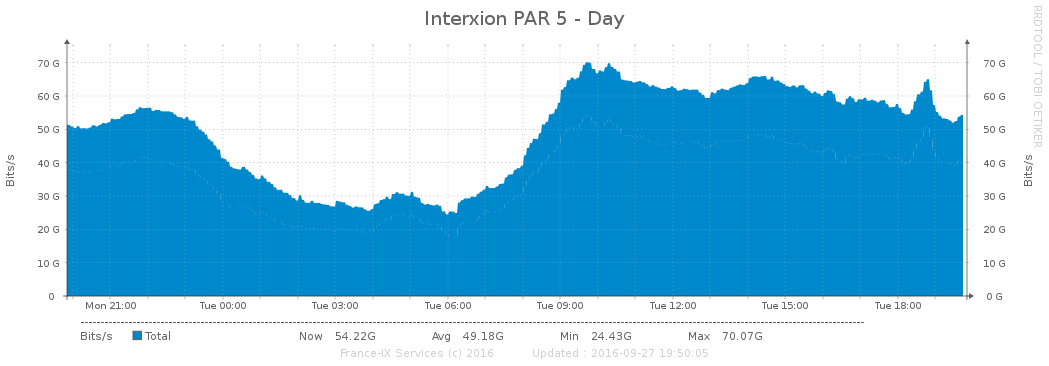 Interxion PAR 5 - Day
RRDTOOL / TOBI OETIKER
Bits/s
70 G 70 G
60 G 60 G
50 G 50 G
40 G 40 G
30 G 30 G
20 G 20 G
10 G 10 G
0 0 G
Bits/s
Mon 21:00 Tue 00:00 Tue 03:00 Tue 06:00 Tue 09:00 Tue 12:00 Tue 15:00 Tue 18:00
Bits/s Total Now 54.22G Avg 49.18G Min 24.43G Max 70.07G
France-IX Services (c) 2016 Updated : 2016-09-27 19:50:05